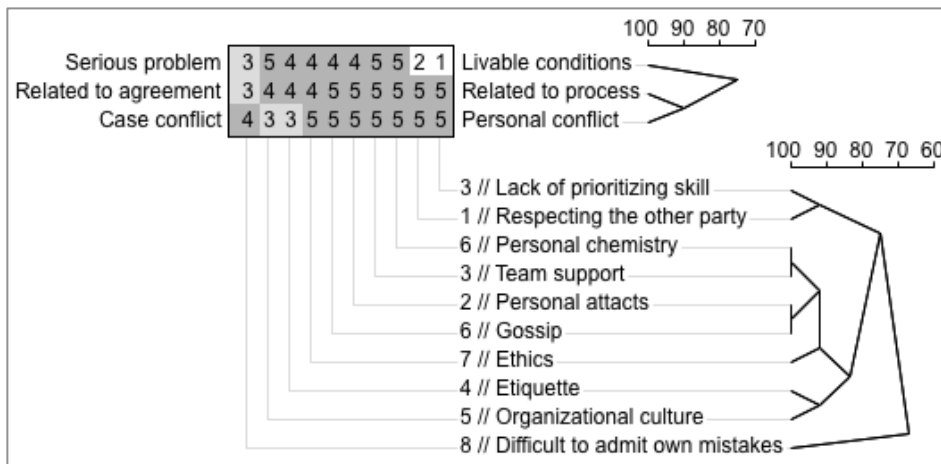 100 90 80 70
Serious problem 3 5 4 4 4 4 5 5 2 1 Livable conditions
Related to agreement 3 4 4 4 5 5 5 5 5 5 Related to process
Case conflict 4 3 3 5 5 5 5 5 5 5 Personal conflict
100 90 80 70 60
3 // Lack of prioritizing skill
1 // Respecting the other party
6 // Personal chemistry
3 // Team support
2 // Personal attacts
6 // Gossip
7 // Ethics
4 // Etiquette
5 // Organizational culture
8 // Difficult to admit own mistakes